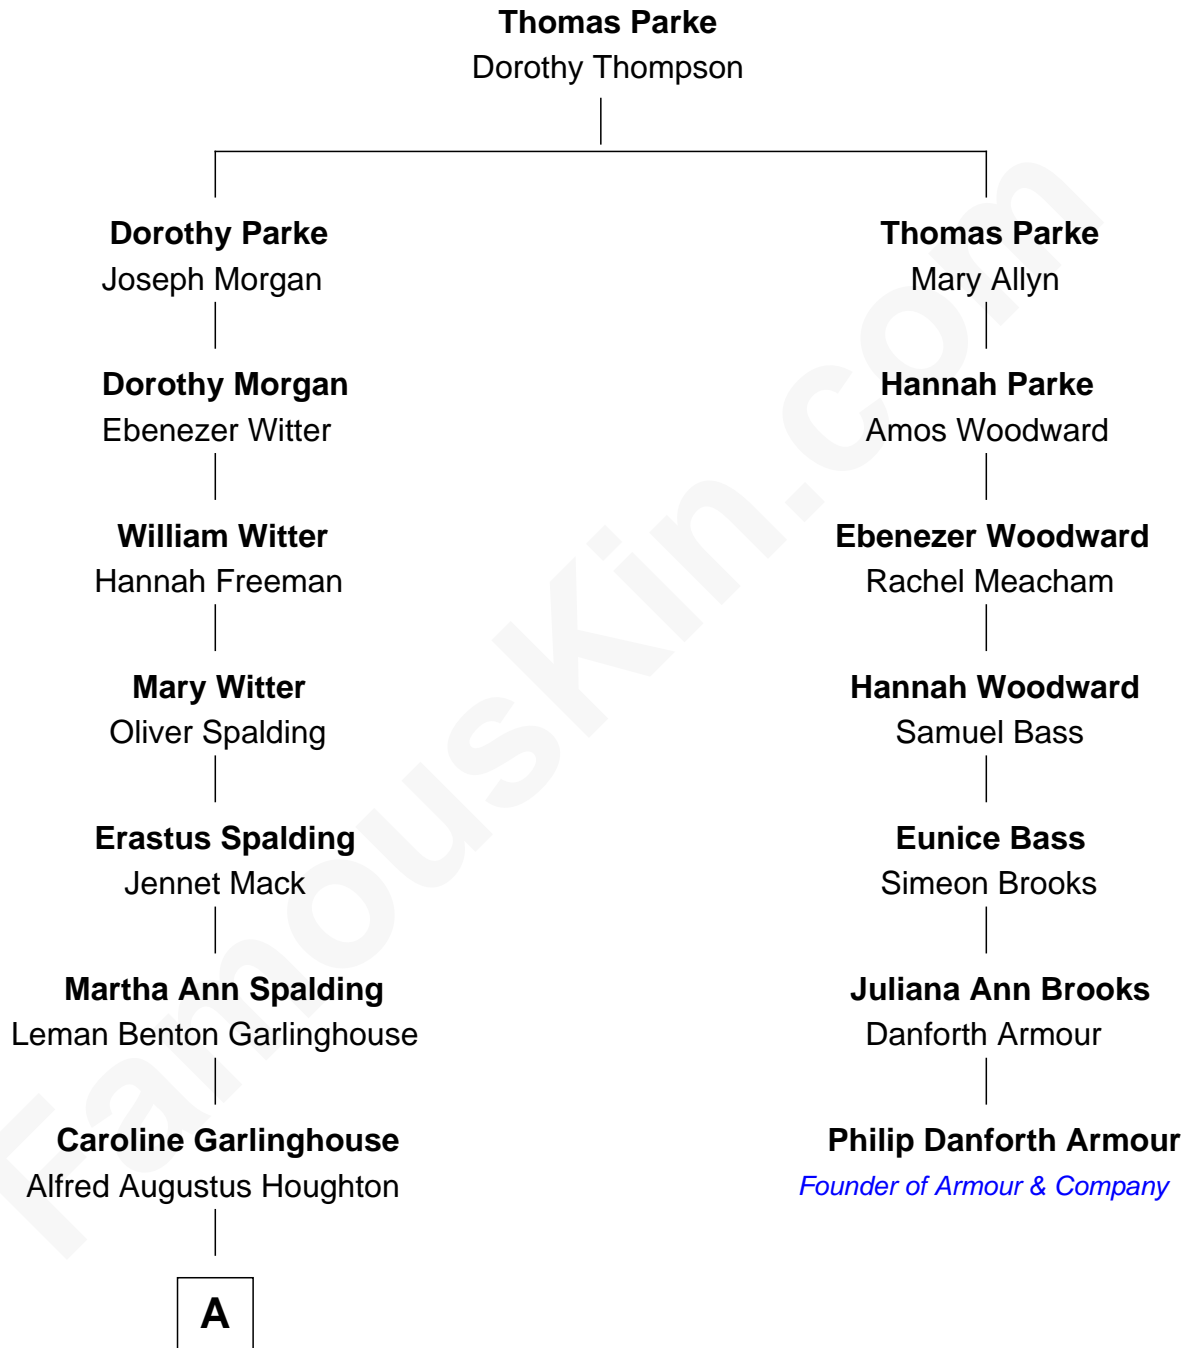 Thomas Parke
Dorothy Thompson
Dorothy Parke
Joseph Morgan
Thomas Parke
Mary Allyn
Dorothy Morgan
Ebenezer Witter
Hannah Parke
Amos Woodward
William Witter
Hannah Freeman
Ebenezer Woodward
Rachel Meacham
Mary Witter
Oliver Spalding
Hannah Woodward
Samuel Bass
Erastus Spalding
Jennet Mack
Eunice Bass
Simeon Brooks
Martha Ann Spalding
Leman Benton Garlinghouse
Juliana Ann Brooks
Danforth Armour
Caroline Garlinghouse
Alfred Augustus Houghton
Philip Danforth Armour
Founder of Armour & Company
A
FamousKin.com